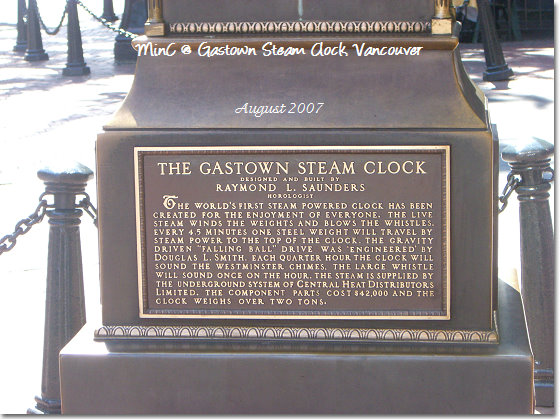 MinC @ Gastown Steam Clock, Vancouver
August 2007
THE GASTOWN STEAM CLOCK
DESIGNED AND BUILT BY
RAYMOND L. SAUNDERS
HOROLOGIST
THE WORLD'S FIRST STEAM POWERED CLOCK HAS BEEN
CREATED FOR THE ENJOYMENT OF EVERYONE. THE LIVE
STEAM WINDS THE WEIGHTS AND BLOWS THE WHISTLES.
EVERY 4.5 MINUTES ONE STEEL WEIGHT WILL TRAVEL BY
STEAM POWER TO THE TOP OF THE CLOCK. THE GRAVITY
DRIVEN "FALLING BALL" DRIVE WAS ENGINEERED BY
DOUGLAS L. SMITH. EACH QUARTER HOUR THE CLOCK WILL
SOUND THE WESTMINSTER CHIMES. THE LARGE WHISTLE
WILL SOUND ONCE ON THE HOUR. THE STEAM IS SUPPLIED BY
THE UNDERGROUND SYSTEM OF CENTRAL HEAT DISTRIBUTORS
LIMITED. THE COMPONENT PARTS COST $42,000 AND THE
CLOCK WEIGHS OVER TWO TONS.